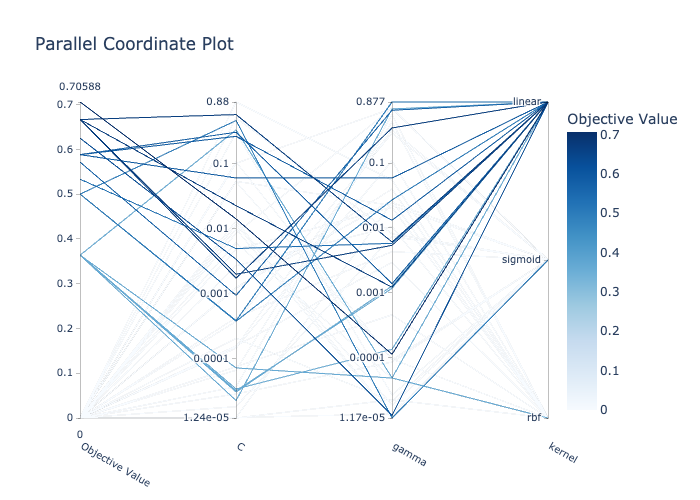 Parallel Coordinate Plot
0.70588
0.7
0.6
0.5
0.4
0.3
0.2
0.1
0
0
Objective Value
0.88
0.1
0.01
0.001
0.0001
1.24e-05
C
0.877
0.1
0.01
0.001
0.0001
1.17e-05
gamma
linear
sigmoid
rbf
kernel
Objective Value
0.7
0.6
0.5
0.4
0.3
0.2
0.1
0